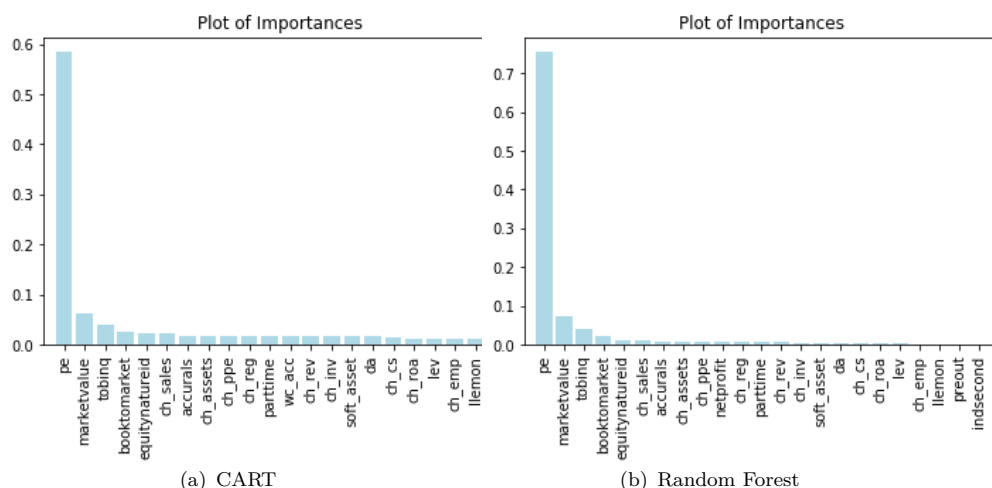 Plot of Importances
0.6
0.5
0.4
0.3
0.2
0.1
0.0
pe
marketvalue
tobinq
booktomarket
equitynatureid
ch_sales
accurals
ch_assets
ch_ppe
ch_reg
parttime
wc_acc
ch_rev
ch_inv
soft_asset
da
ch_cs
ch_roa
lev
ch_emp
llemon
(a) CART
Plot of Importances
0.7
0.6
0.5
0.4
0.3
0.2
0.1
0.0
pe
marketvalue
tobinq
booktomarket
equitynatureid
ch_sales
accurals
ch_assets
ch_ppe
netprofit
ch_reg
parttime
ch_rev
ch_inv
soft_asset
da
ch_cs
ch_roa
lev
ch_emp
llemon
preout
indsecond
(b) Random Forest